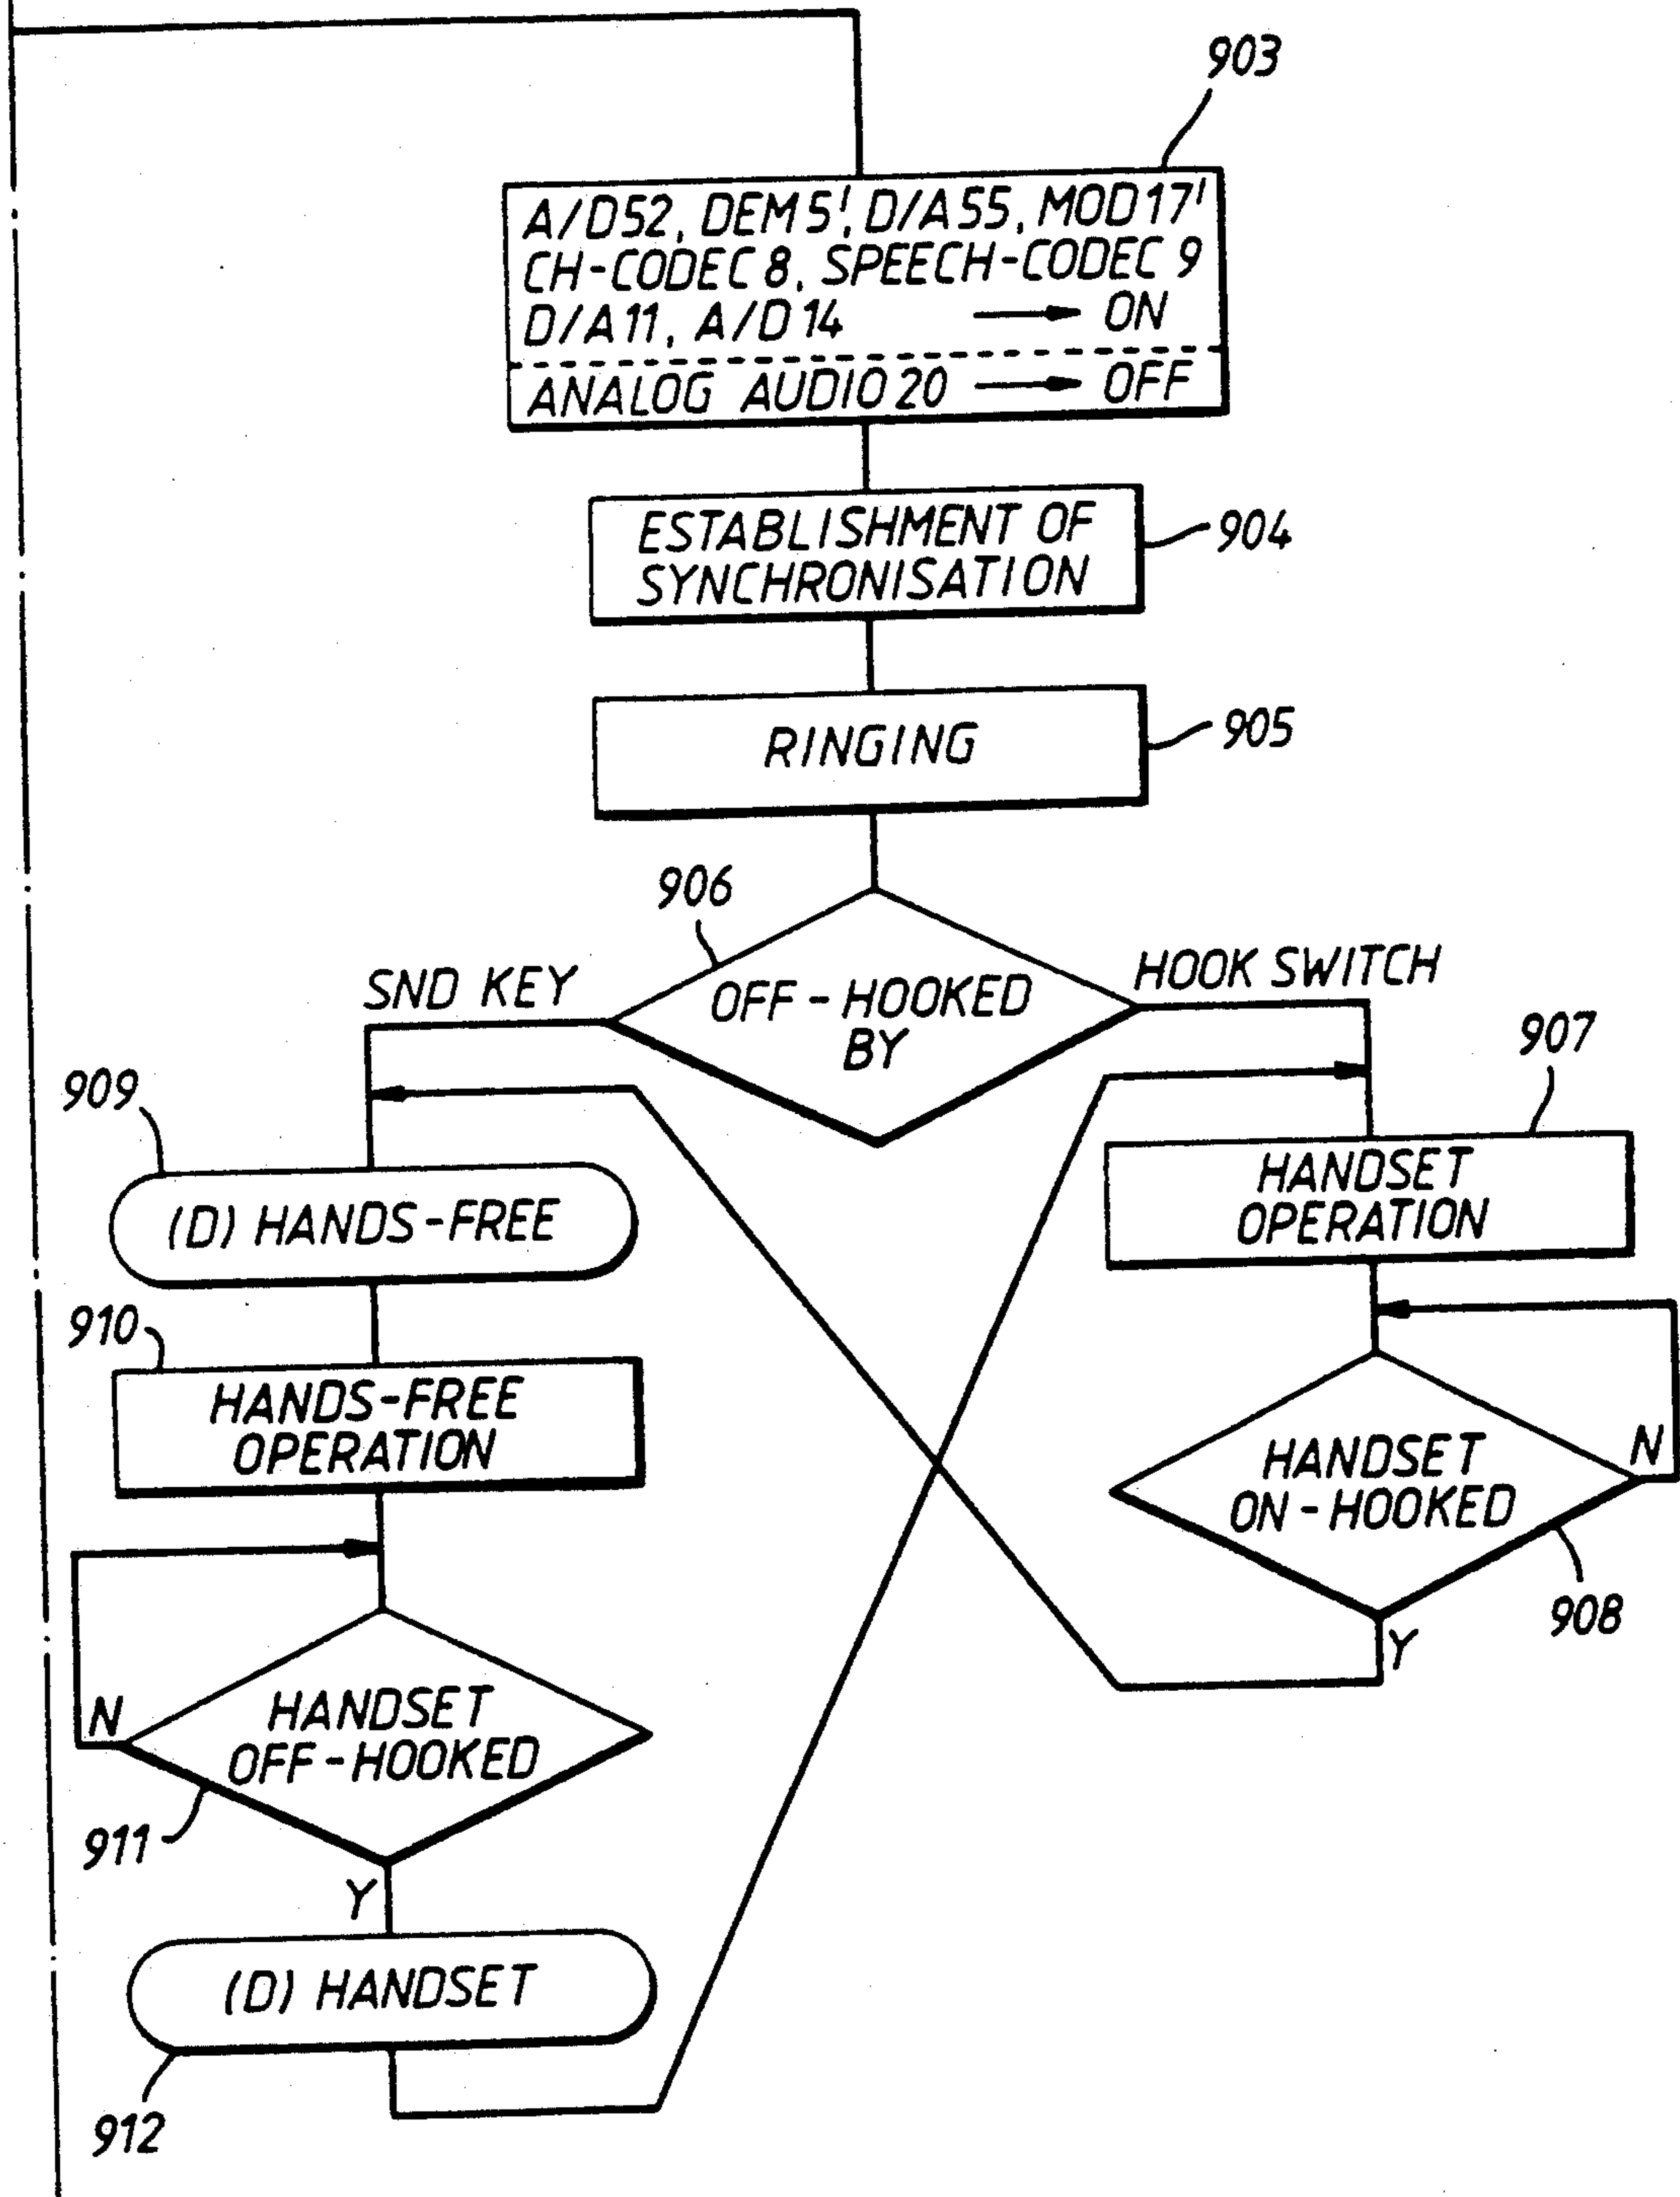 903
A/D52, DEM5', D/A55, MOD17'
CH-CODEC 8, SPEECH-CODEC 9
D/A11, A/D14 → ON
ANALOG AUDIO 20 → OFF
ESTABLISHMENT OF
SYNCHRONISATION
904
RINGING
905
906
SND KEY
OFF-HOOKED
BY
HOOK SWITCH
907
909
(D) HANDS-FREE
HANDSET
OPERATION
910
HANDS-FREE
OPERATION
HANDSET
ON-HOOKED
N
908
Y
N
HANDSET
OFF-HOOKED
911
Y
(D) HANDSET
912